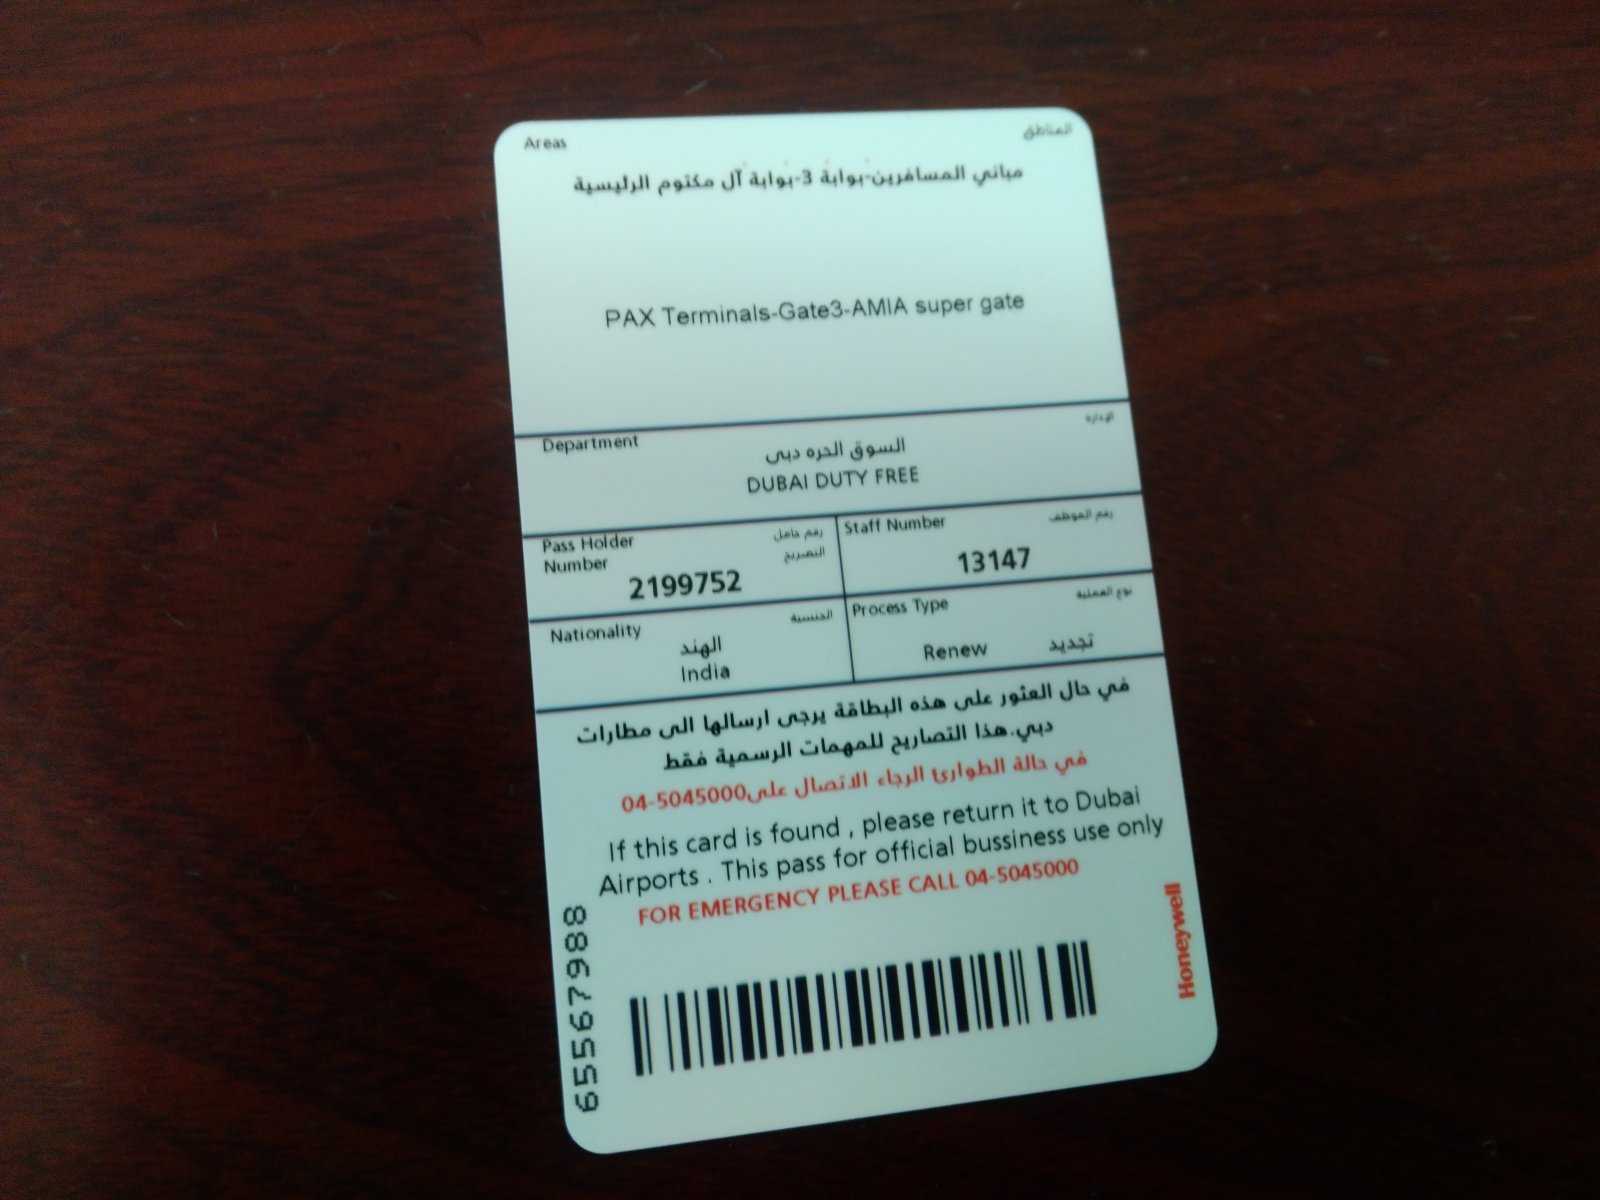 Areas المناطق
مباني المسافرين-بوابة 3-بوابة آل مكتوم الرئيسية
PAX Terminals-Gate3-AMIA super gate
Department الإدارة
السوق الحره دبى
DUBAI DUTY FREE
Pass Holder رقم حامل
Number التصريح
2199752
Staff Number رقم الموظف
13147
Nationality الجنسية
الهند
India
Process Type نوع العملية
Renew تجديد
في حال العثور على هذه البطاقة يرجى ارسالها الى مطارات
دبي.هذا التصاريح للمهمات الرسمية فقط
في حالة الطوارئ الرجاء الاتصال على04-5045000
If this card is found , please return it to Dubai
Airports . This pass for official bussiness use only
FOR EMERGENCY PLEASE CALL 04-5045000
65567988
Honeywell